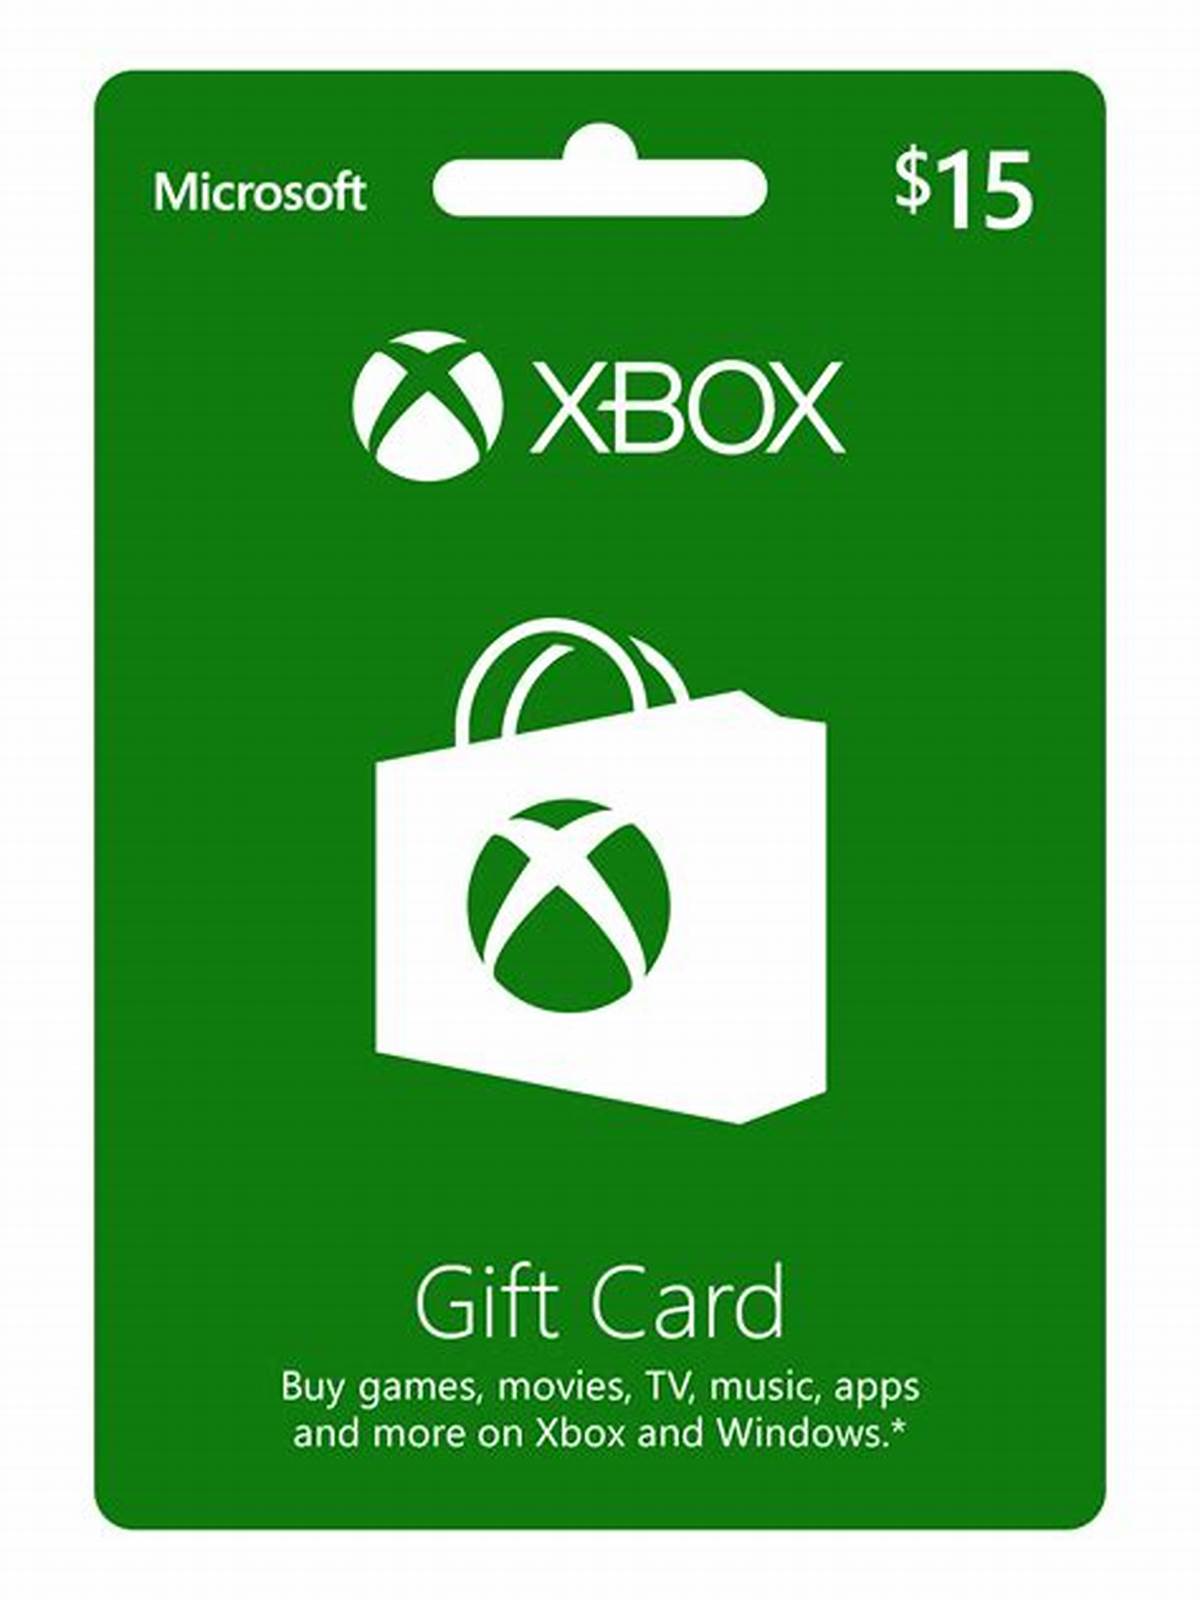 Microsoft
$15
XBOX
Gift Card
Buy games, movies, TV, music, apps
and more on Xbox and Windows.*